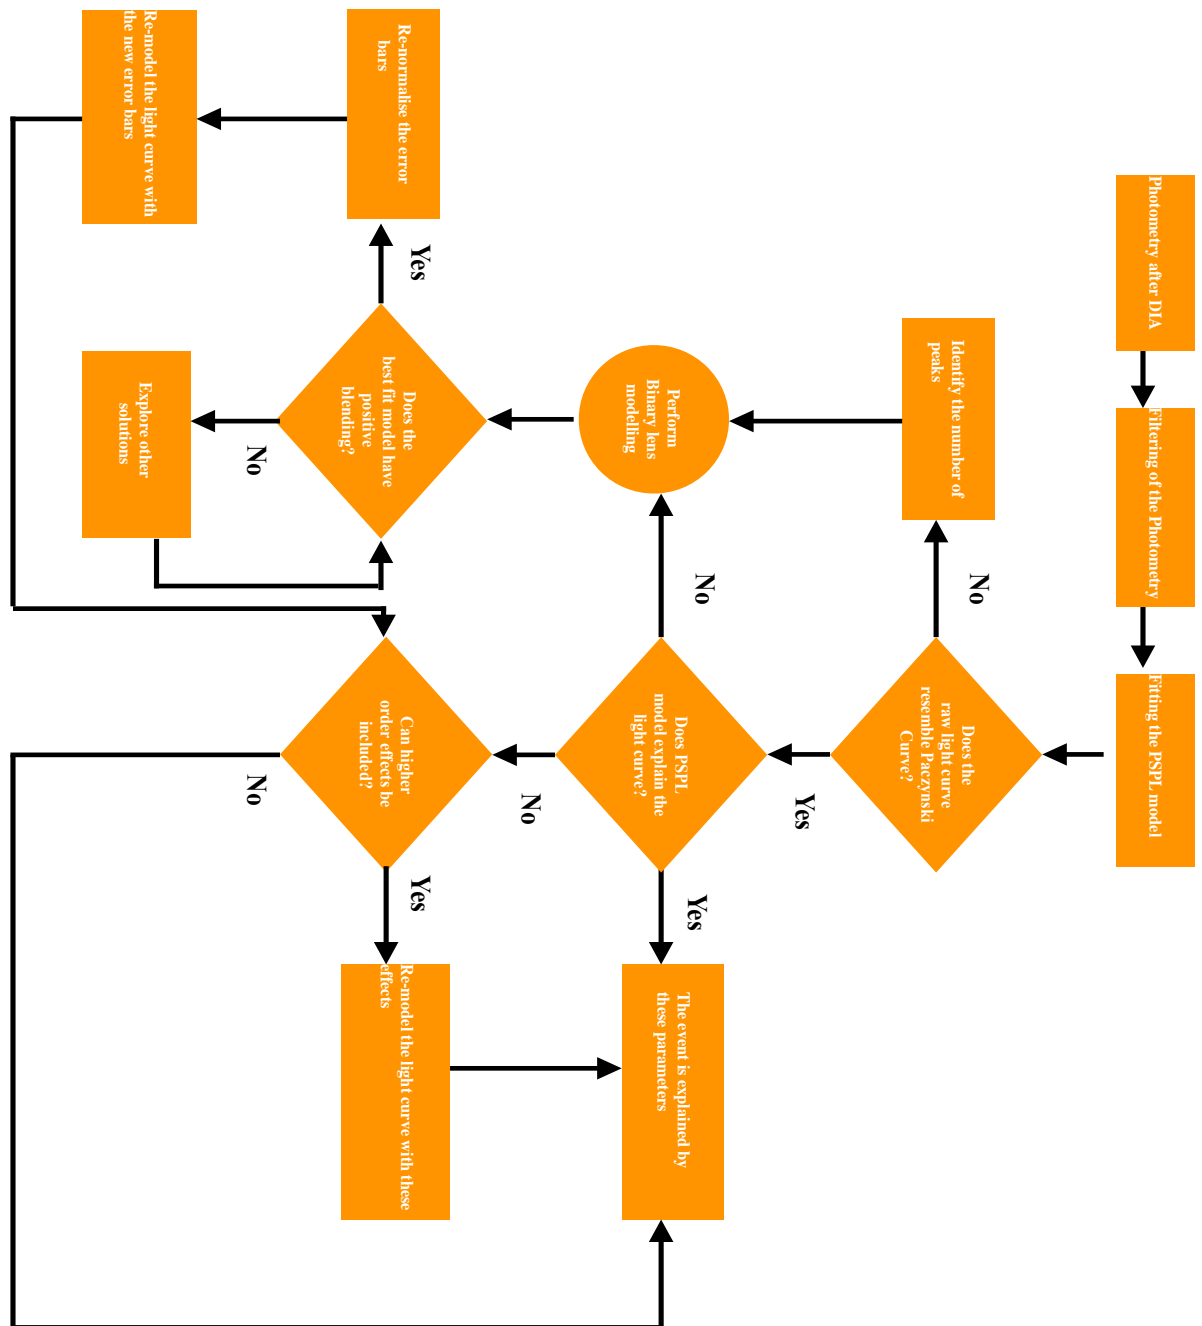 Photometry after DIA
Filtering of the Photometry
Fitting the PSPL model
Identify the number of
peaks
No
Does the
raw light curve
resemble Paczynski
Curve?
Yes
Perform
Binary lens
modelling
No
Does PSPL
model explain the
light curve?
Yes
The event is explained by
these parameters
No
Re-normalise the error
bars
Yes
Does the
best fit model have
positive
blending?
No
Can higher
order effects be
included?
Yes
Re-model the light curve with these
effects
No
Re-model the light curve with
the new error bars
Explore other
solutions